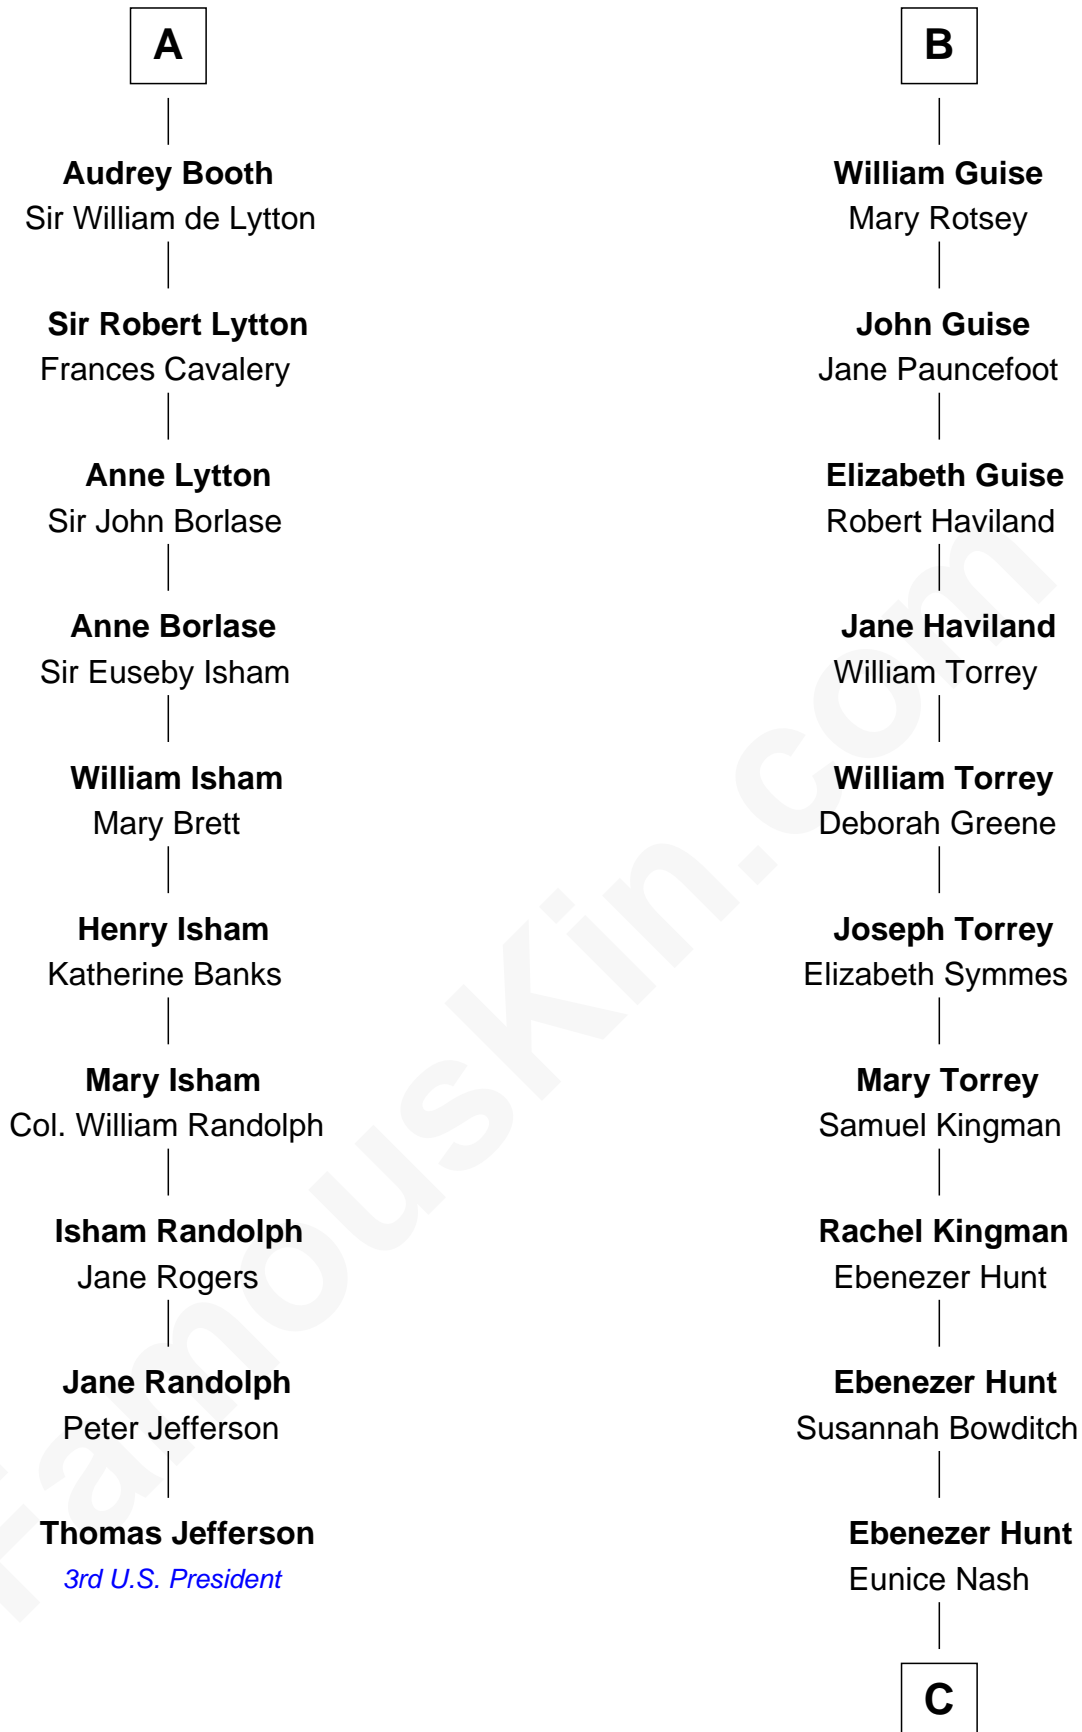 A
Audrey Booth
Sir William de Lytton
Sir Robert Lytton
Frances Cavalery
Anne Lytton
Sir John Borlase
Anne Borlase
Sir Euseby Isham
William Isham
Mary Brett
Henry Isham
Katherine Banks
Mary Isham
Col. William Randolph
Isham Randolph
Jane Rogers
Jane Randolph
Peter Jefferson
Thomas Jefferson
3rd U.S. President
B
William Guise
Mary Rotsey
John Guise
Jane Pauncefoot
Elizabeth Guise
Robert Haviland
Jane Haviland
William Torrey
William Torrey
Deborah Greene
Joseph Torrey
Elizabeth Symmes
Mary Torrey
Samuel Kingman
Rachel Kingman
Ebenezer Hunt
Ebenezer Hunt
Susannah Bowditch
Ebenezer Hunt
Eunice Nash
C
FamousKin.com